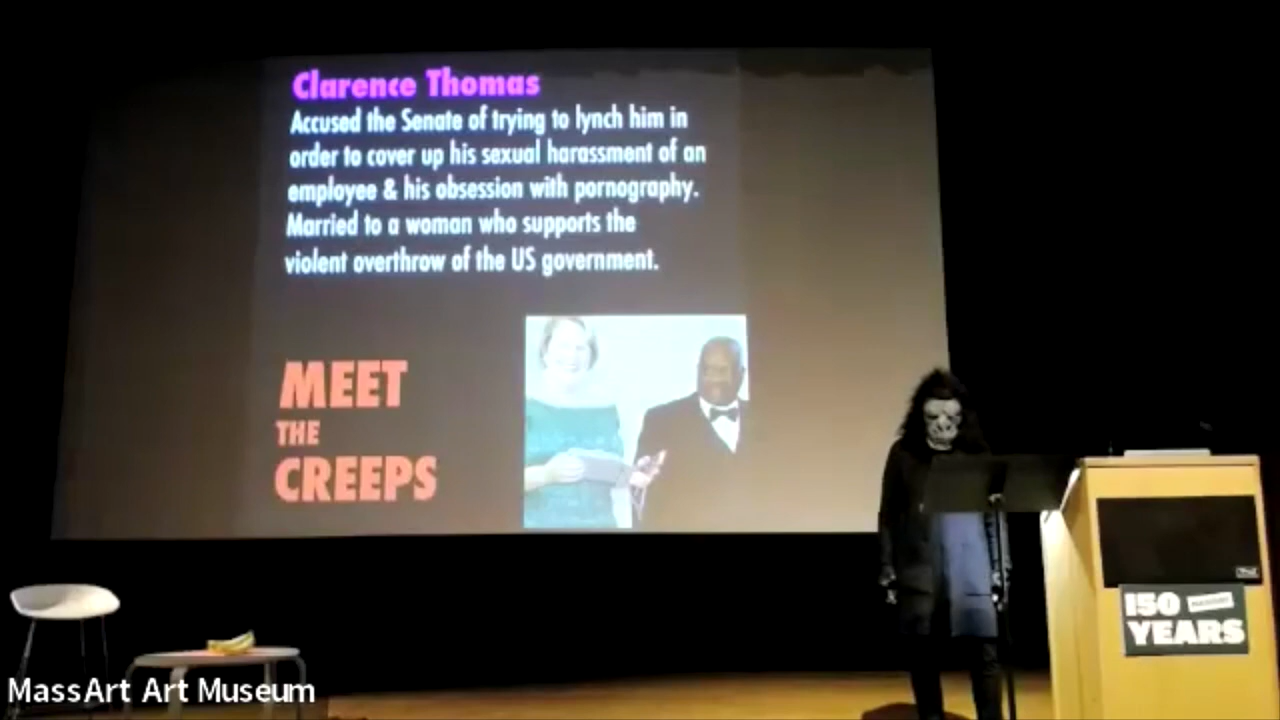 Clarence Thomas
Accused the Senate of trying to lynch him in
order to cover up his sexual harassment of an
employee & his obsession with pornography.
Married to a woman who supports the
violent overthrow of the US government.
MEET
THE
CREEPS
150
YEARS
MassArt Art Museum